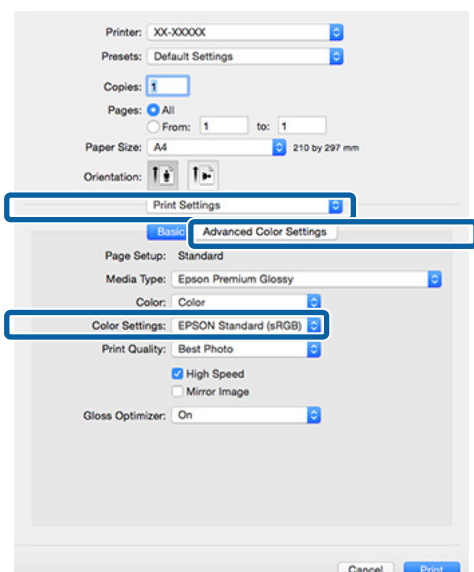 Printer: XX-XXXXX
Presets: Default Settings
Copies: 1
Pages: All
From: 1 to: 1
Paper Size: A4 210 by 297 mm
Orientation:
Print Settings
Basic Advanced Color Settings
Page Setup: Standard
Media Type: Epson Premium Glossy
Color: Color
Color Settings: EPSON Standard (sRGB)
Print Quality: Best Photo
High Speed
Mirror Image
Gloss Optimizer: On
Cancel Print